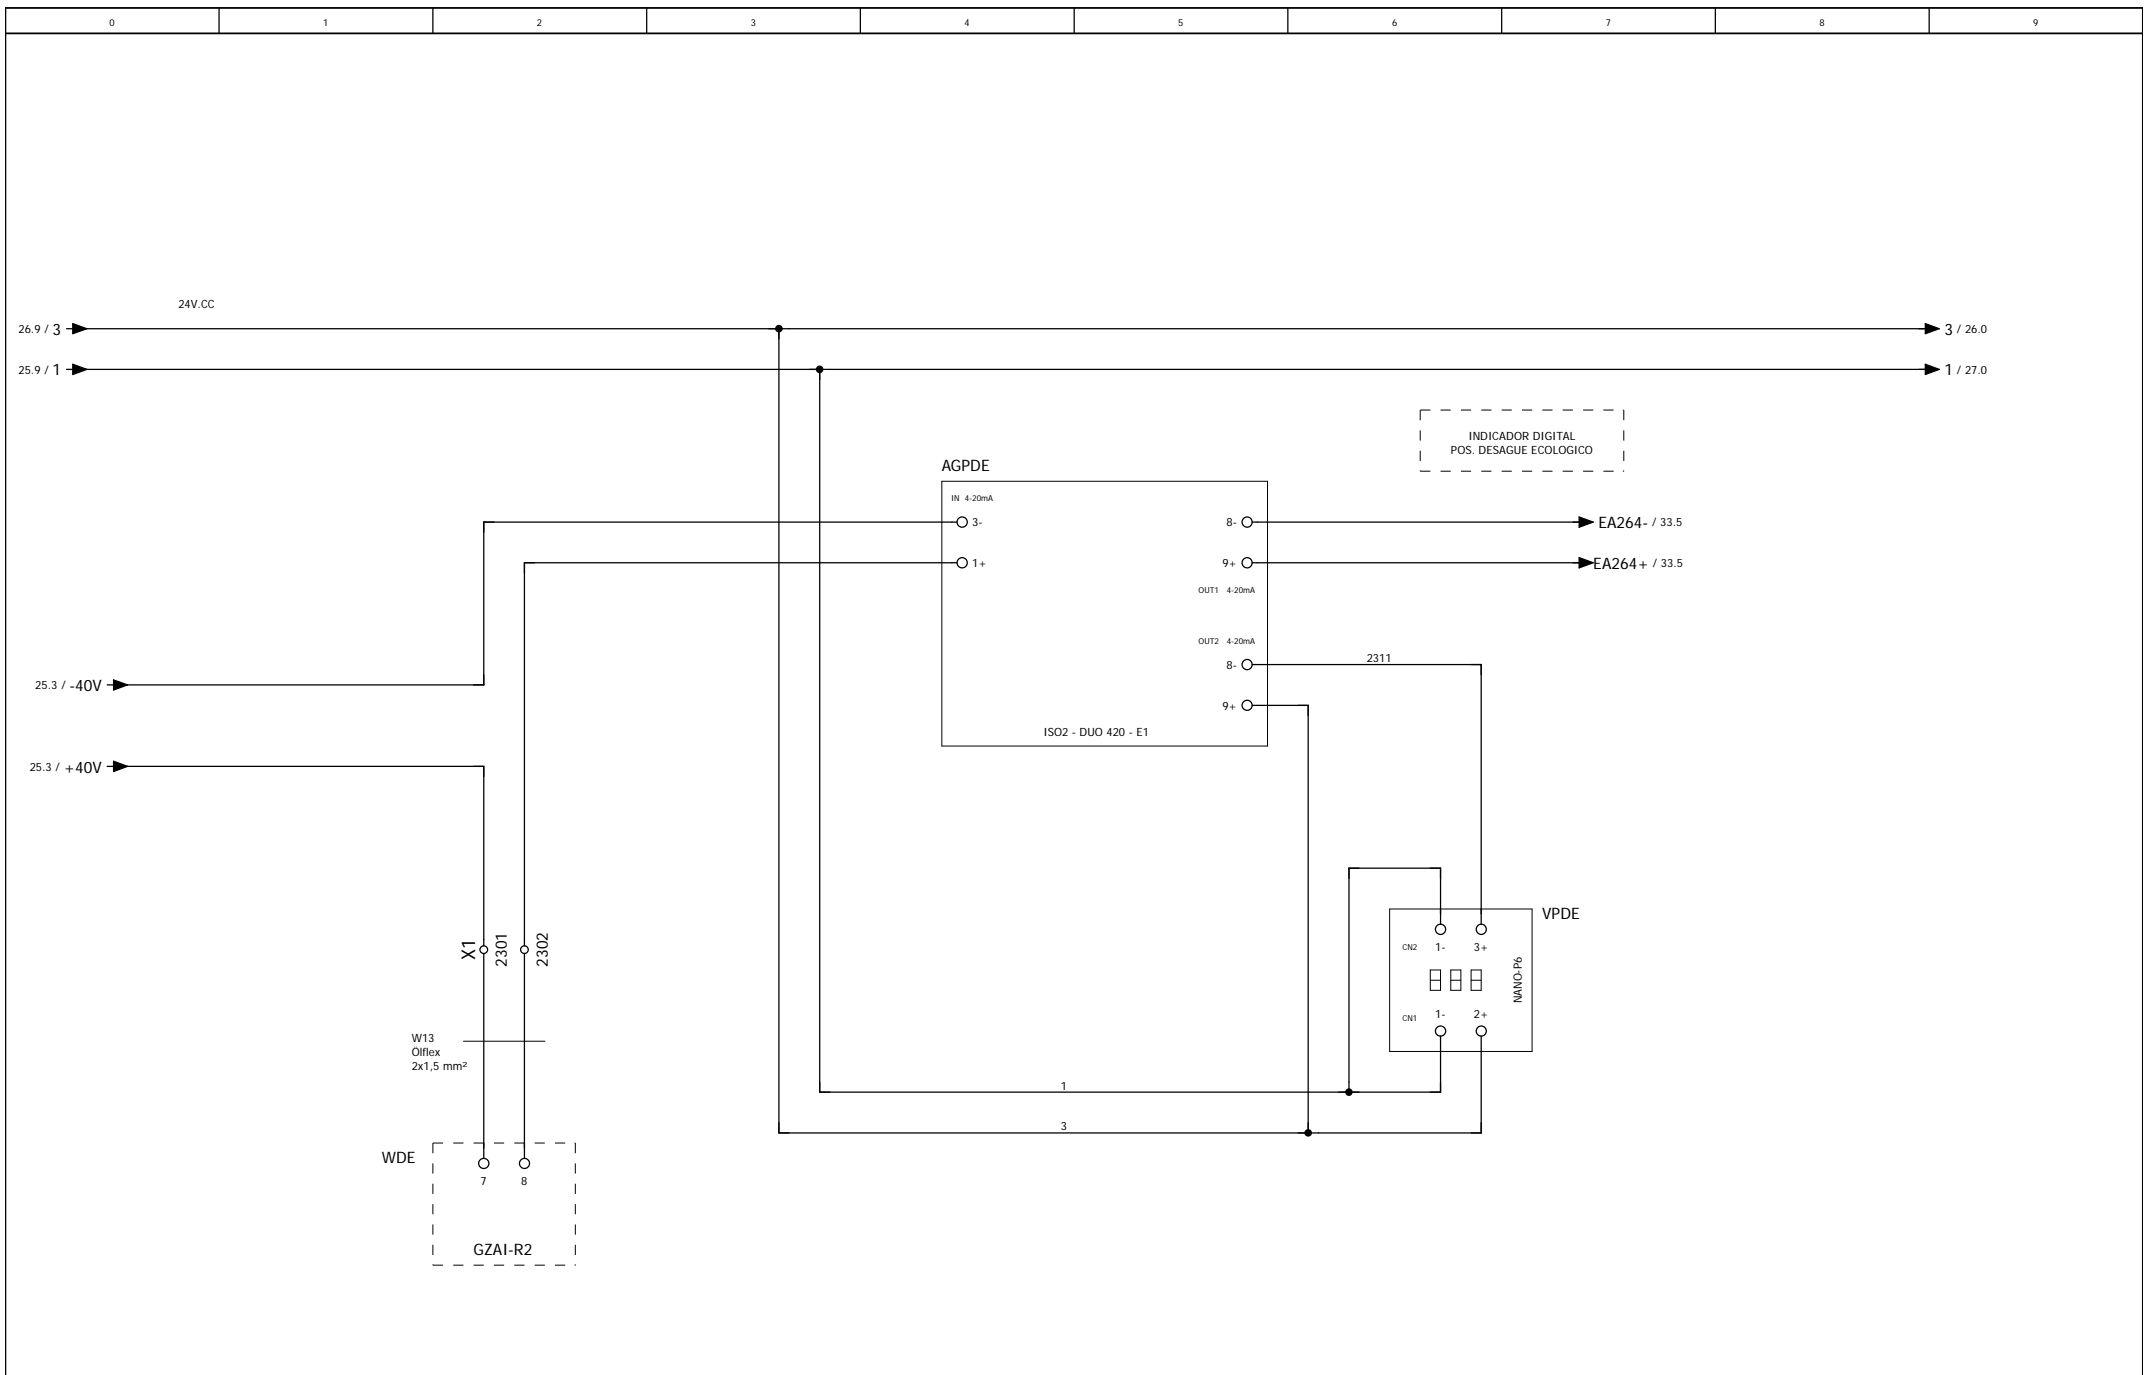 0 1 2 3 4 5 6 7 8 9
24V.CC
26.9 / 3
3 / 26.0
25.9 / 1
1 / 27.0
INDICADOR DIGITAL
POS. DESAGUE ECOLOGICO
AGPDE
IN 4-20mA
3-
8-
EA264- / 33.5
1+
9+
EA264+ / 33.5
OUT1 4-20mA
OUT2 4-20mA
8-
2311
25.3 / -40V
9+
ISO2 - DUO 420 - E1
25.3 / +40V
VPDE
X1
2301
2302
CN2
1-
3+
NANO-P6
CN1
1-
2+
W13
Ölflex
2x1,5 mm²
1
3
WDE
7
8
GZAI-R2